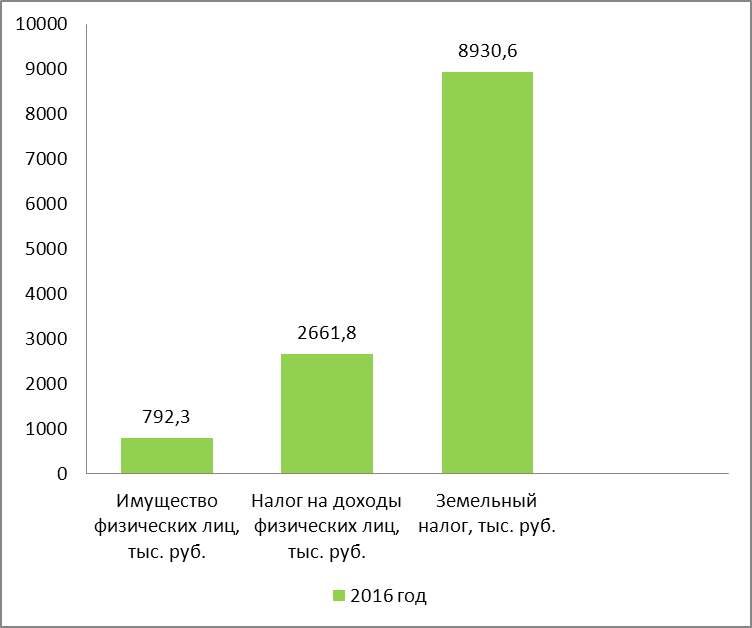 10000
9000
8000
7000
6000
5000
4000
3000
2000
1000
0
792,3
2661,8
8930,6
Имущество
физических лиц,
тыс. руб.
Налог на доходы
физических лиц,
тыс. руб.
Земельный
налог, тыс. руб.
2016 год